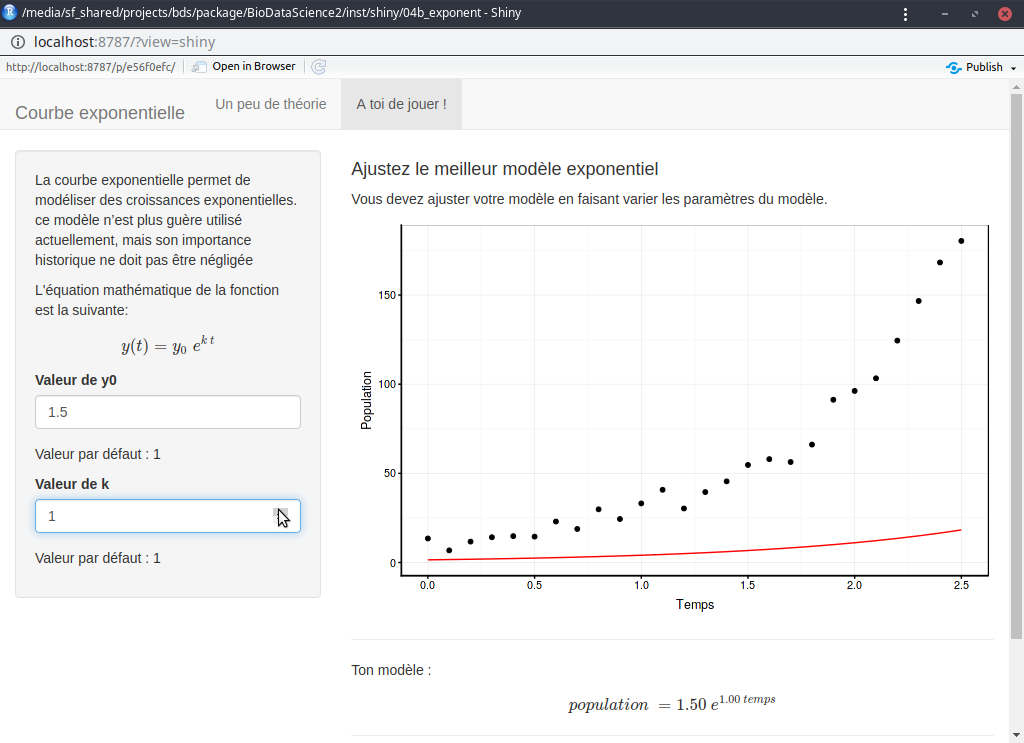 /media/sf_shared/projects/bds/package/BioDataScience2/inst/shiny/04b_exponent - Shiny
localhost:8787/?view=shiny
http://localhost:8787/p/e56f0efc/ Open in Browser Publish
Courbe exponentielle Un peu de théorie A toi de jouer !
La courbe exponentielle permet de
modéliser des croissances exponentielles.
ce modèle n'est plus guère utilisé
actuellement, mais son importance
historique ne doit pas être négligée
L'équation mathématique de la fonction
est la suivante:
y(t) = y0 e^{k t}
Valeur de y0
1.5
Valeur par défaut : 1
Valeur de k
1
Valeur par défaut : 1
Ajustez le meilleur modèle exponentiel
Vous devez ajuster votre modèle en faisant varier les paramètres du modèle.
Population
150
100
50
0
0.0 0.5 1.0 1.5 2.0 2.5
Temps
Ton modèle :
population = 1.50 e^{1.00 temps}